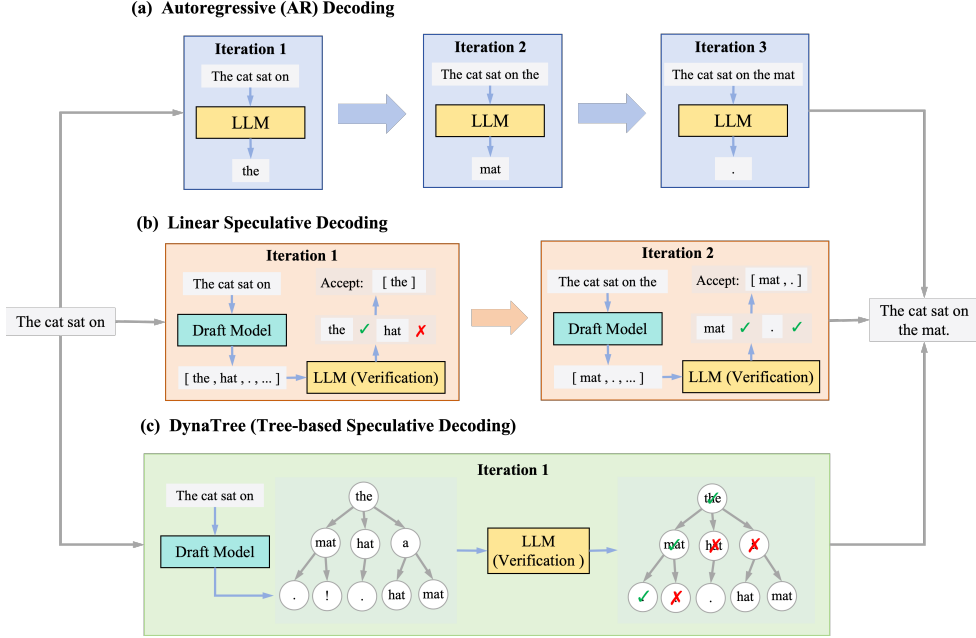 (a) Autoregressive (AR) Decoding
Iteration 1
The cat sat on
LLM
the
Iteration 2
The cat sat on the
LLM
mat
Iteration 3
The cat sat on the mat
LLM
.
(b) Linear Speculative Decoding
The cat sat on
Iteration 1
The cat sat on
Draft Model
[ the , hat , . , ... ]
LLM (Verification)
the ✓ hat ✗
Accept: [ the ]
Iteration 2
The cat sat on the
Draft Model
[ mat , . , ... ]
LLM (Verification)
mat ✓ . ✓
Accept: [ mat , . ]
The cat sat on
the mat.
(c) DynaTree (Tree-based Speculative Decoding)
Iteration 1
The cat sat on
Draft Model
the
mat hat a
. ! . hat mat
LLM
(Verification )
the
mat hat
. hat mat